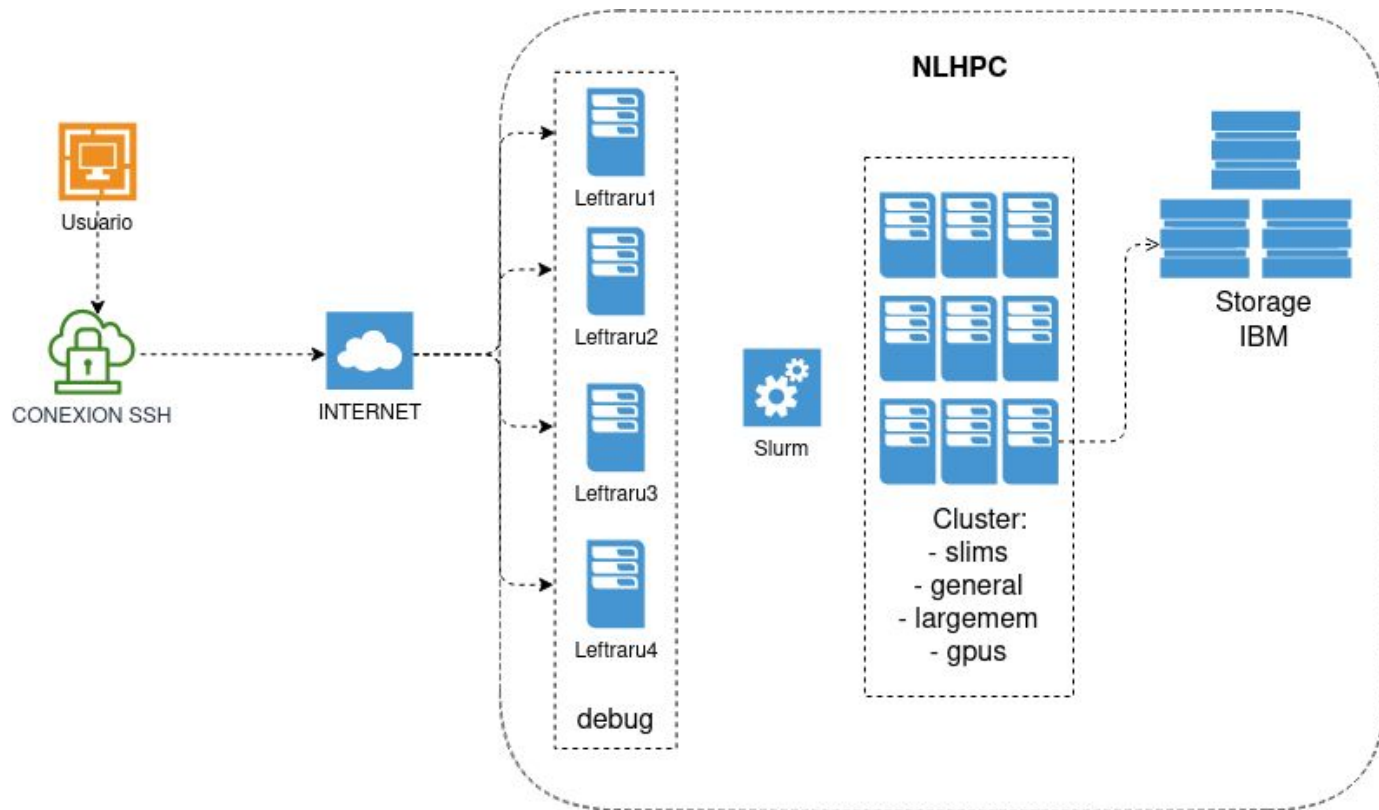 NLHPC
Usuario
CONEXION SSH
INTERNET
Leftraru1
Leftraru2
Leftraru3
Leftraru4
debug
Slurm
Cluster:
- slims
- general
- largemem
- gpus
Storage
IBM